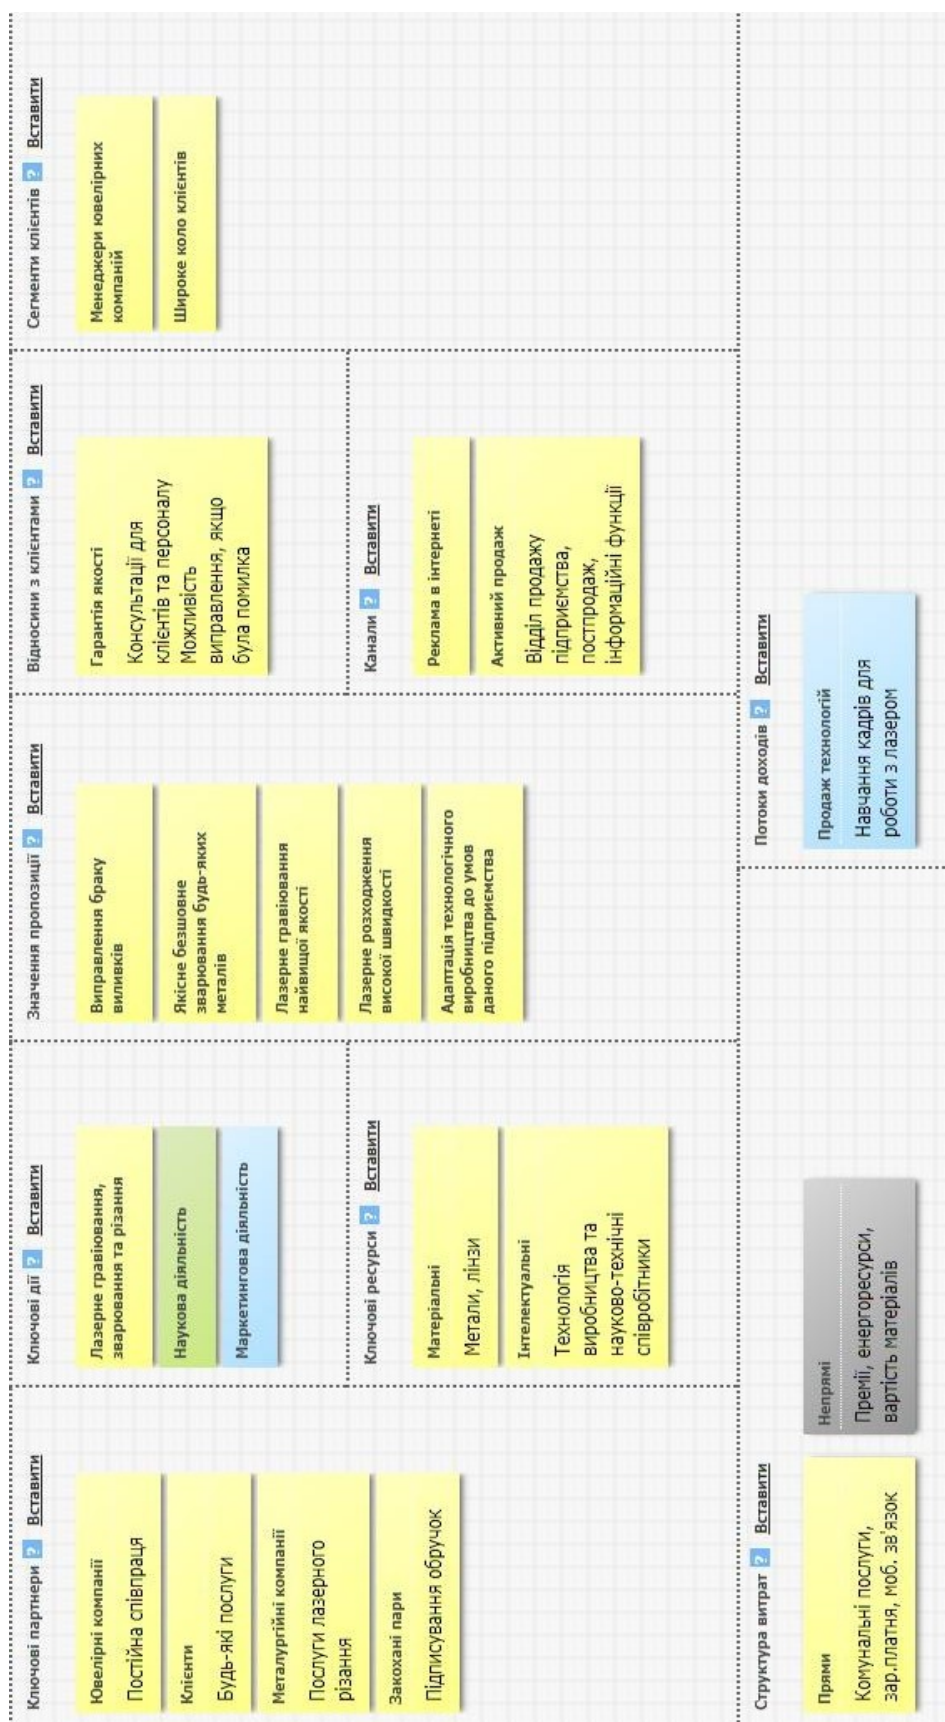 Ключові партнери ? Вставити
Ювелірні компанії
Постійна співпраця
Клієнти
Будь-які послуги
Металургійні компанії
Послуги лазерного
різання
Закохані пари
Підписування обручок
Ключові дії ? Вставити
Лазерне гравіювання,
зварювання та різання
Наукова діяльність
Маркетингова діяльність
Ключові ресурси ? Вставити
Матеріальні
Метали, лінзи
Інтелектуальні
Технологія
виробництва та
науково-технічні
співробітники
Значення пропозиції ? Вставити
Виправлення браку
виливків
Якісне безшовне
зварювання будь-яких
металів
Лазерне гравіювання
найвищої якості
Лазерне розходження
високої швидкості
Адаптація технологічного
виробництва до умов
даного підприємства
Відносини з клієнтами ? Вставити
Гарантія якості
Консультації для
клієнтів та персоналу
Можливість
виправлення, якщо
була помилка
Канали ? Вставити
Реклама в інтернеті
Активний продаж
Відділ продажу
підприємства,
постпродаж,
інформаційні функції
Сегменти клієнтів ? Вставити
Менеджери ювелірних
компаній
Широке коло клієнтів
Структура витрат ? Вставити
Прями
Комунальні послуги,
зар.платня, моб. зв'язок
Непрямі
Премії, енергоресурси,
вартість матеріалів
Потоки доходів ? Вставити
Продаж технологій
Навчання кадрів для
роботи з лазером